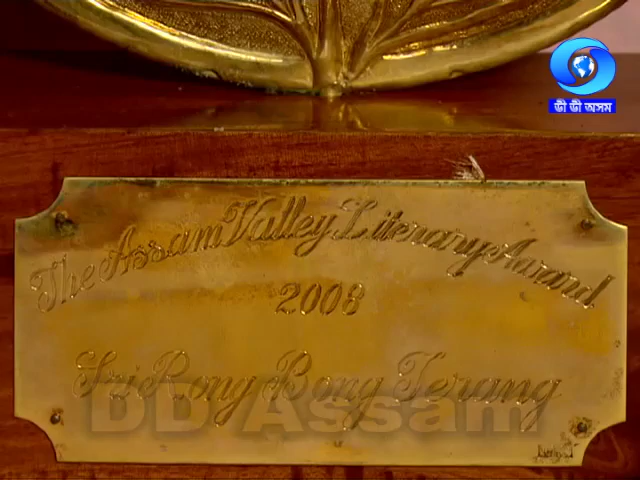 ডী ডী অসম
The Assam Valley Literary Award
2008
Sri Rong Bong Terang
DD Assam